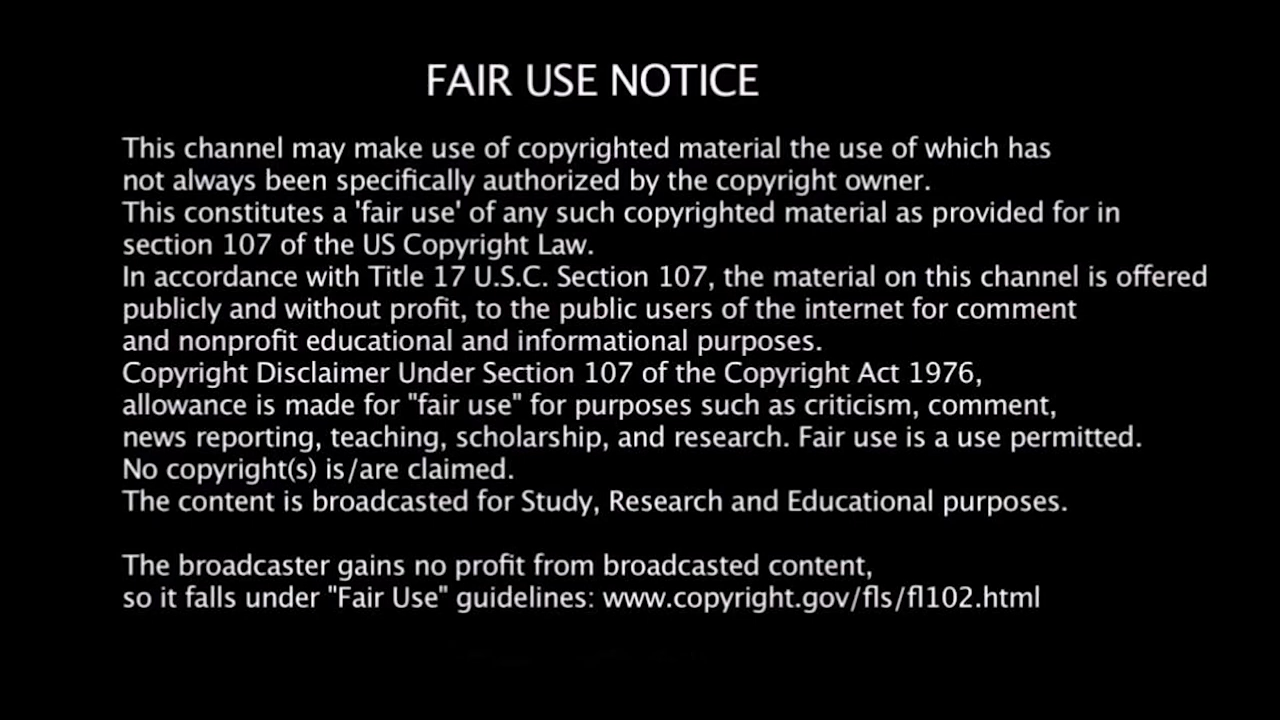 FAIR USE NOTICE
This channel may make use of copyrighted material the use of which has
not always been specifically authorized by the copyright owner.
This constitutes a 'fair use' of any such copyrighted material as provided for in
section 107 of the US Copyright Law.
In accordance with Title 17 U.S.C. Section 107, the material on this channel is offered
publicly and without profit, to the public users of the internet for comment
and nonprofit educational and informational purposes.
Copyright Disclaimer Under Section 107 of the Copyright Act 1976,
allowance is made for "fair use" for purposes such as criticism, comment,
news reporting, teaching, scholarship, and research. Fair use is a use permitted.
No copyright(s) is/are claimed.
The content is broadcasted for Study, Research and Educational purposes.
The broadcaster gains no profit from broadcasted content,
so it falls under "Fair Use" guidelines: www.copyright.gov/fls/fl102.html